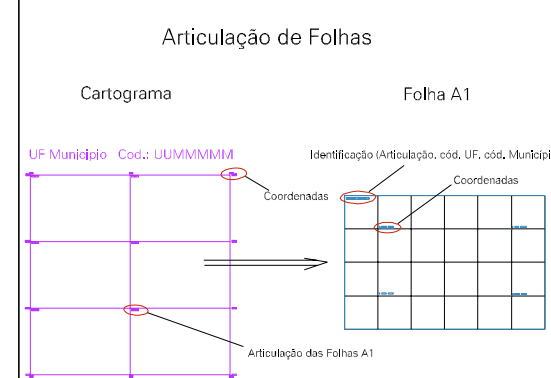 Articulação de Folhas
Cartograma
Folha A1
UF Município Cod.: UUMMMMM
Identificação (Articulação, cód. UF, cód. Municípi
Coordenadas
Coordenadas
Articulação das Folhas A1